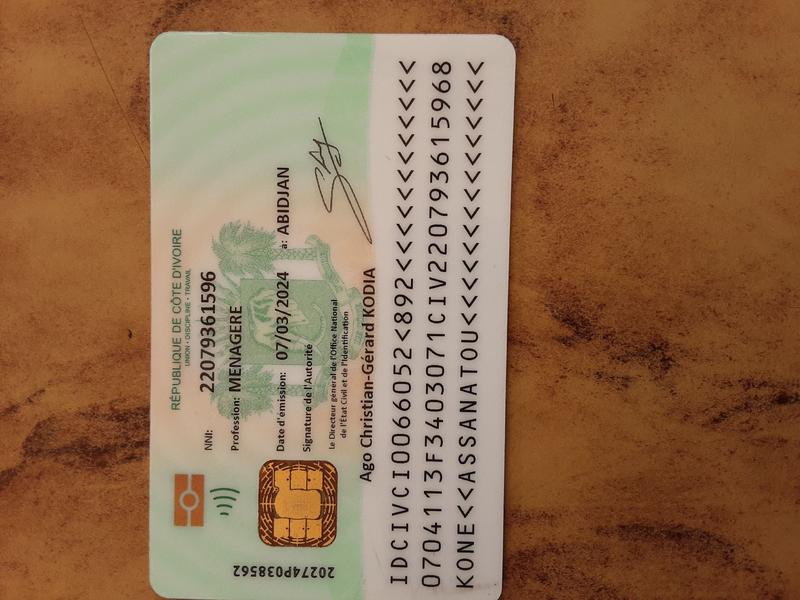 RÉPUBLIQUE DE CÔTE D'IVOIRE
UNION - DISCIPLINE - TRAVAIL
NNI: 22079361596
Profession: MENAGERE
Date d'émission: 07/03/2024 à: ABIDJAN
Signature de l'Autorité
Le Directeur général de l'Office National
de l'État Civil et de l'Identification
Ago Christian-Gérard KODIA
20274P038562
IDCIVCI0066052<892<<<<<<<<<<<<
0704113F3403071CIV220793615968
KONE<<ASSANATOU<<<<<<<<<<<<<<<